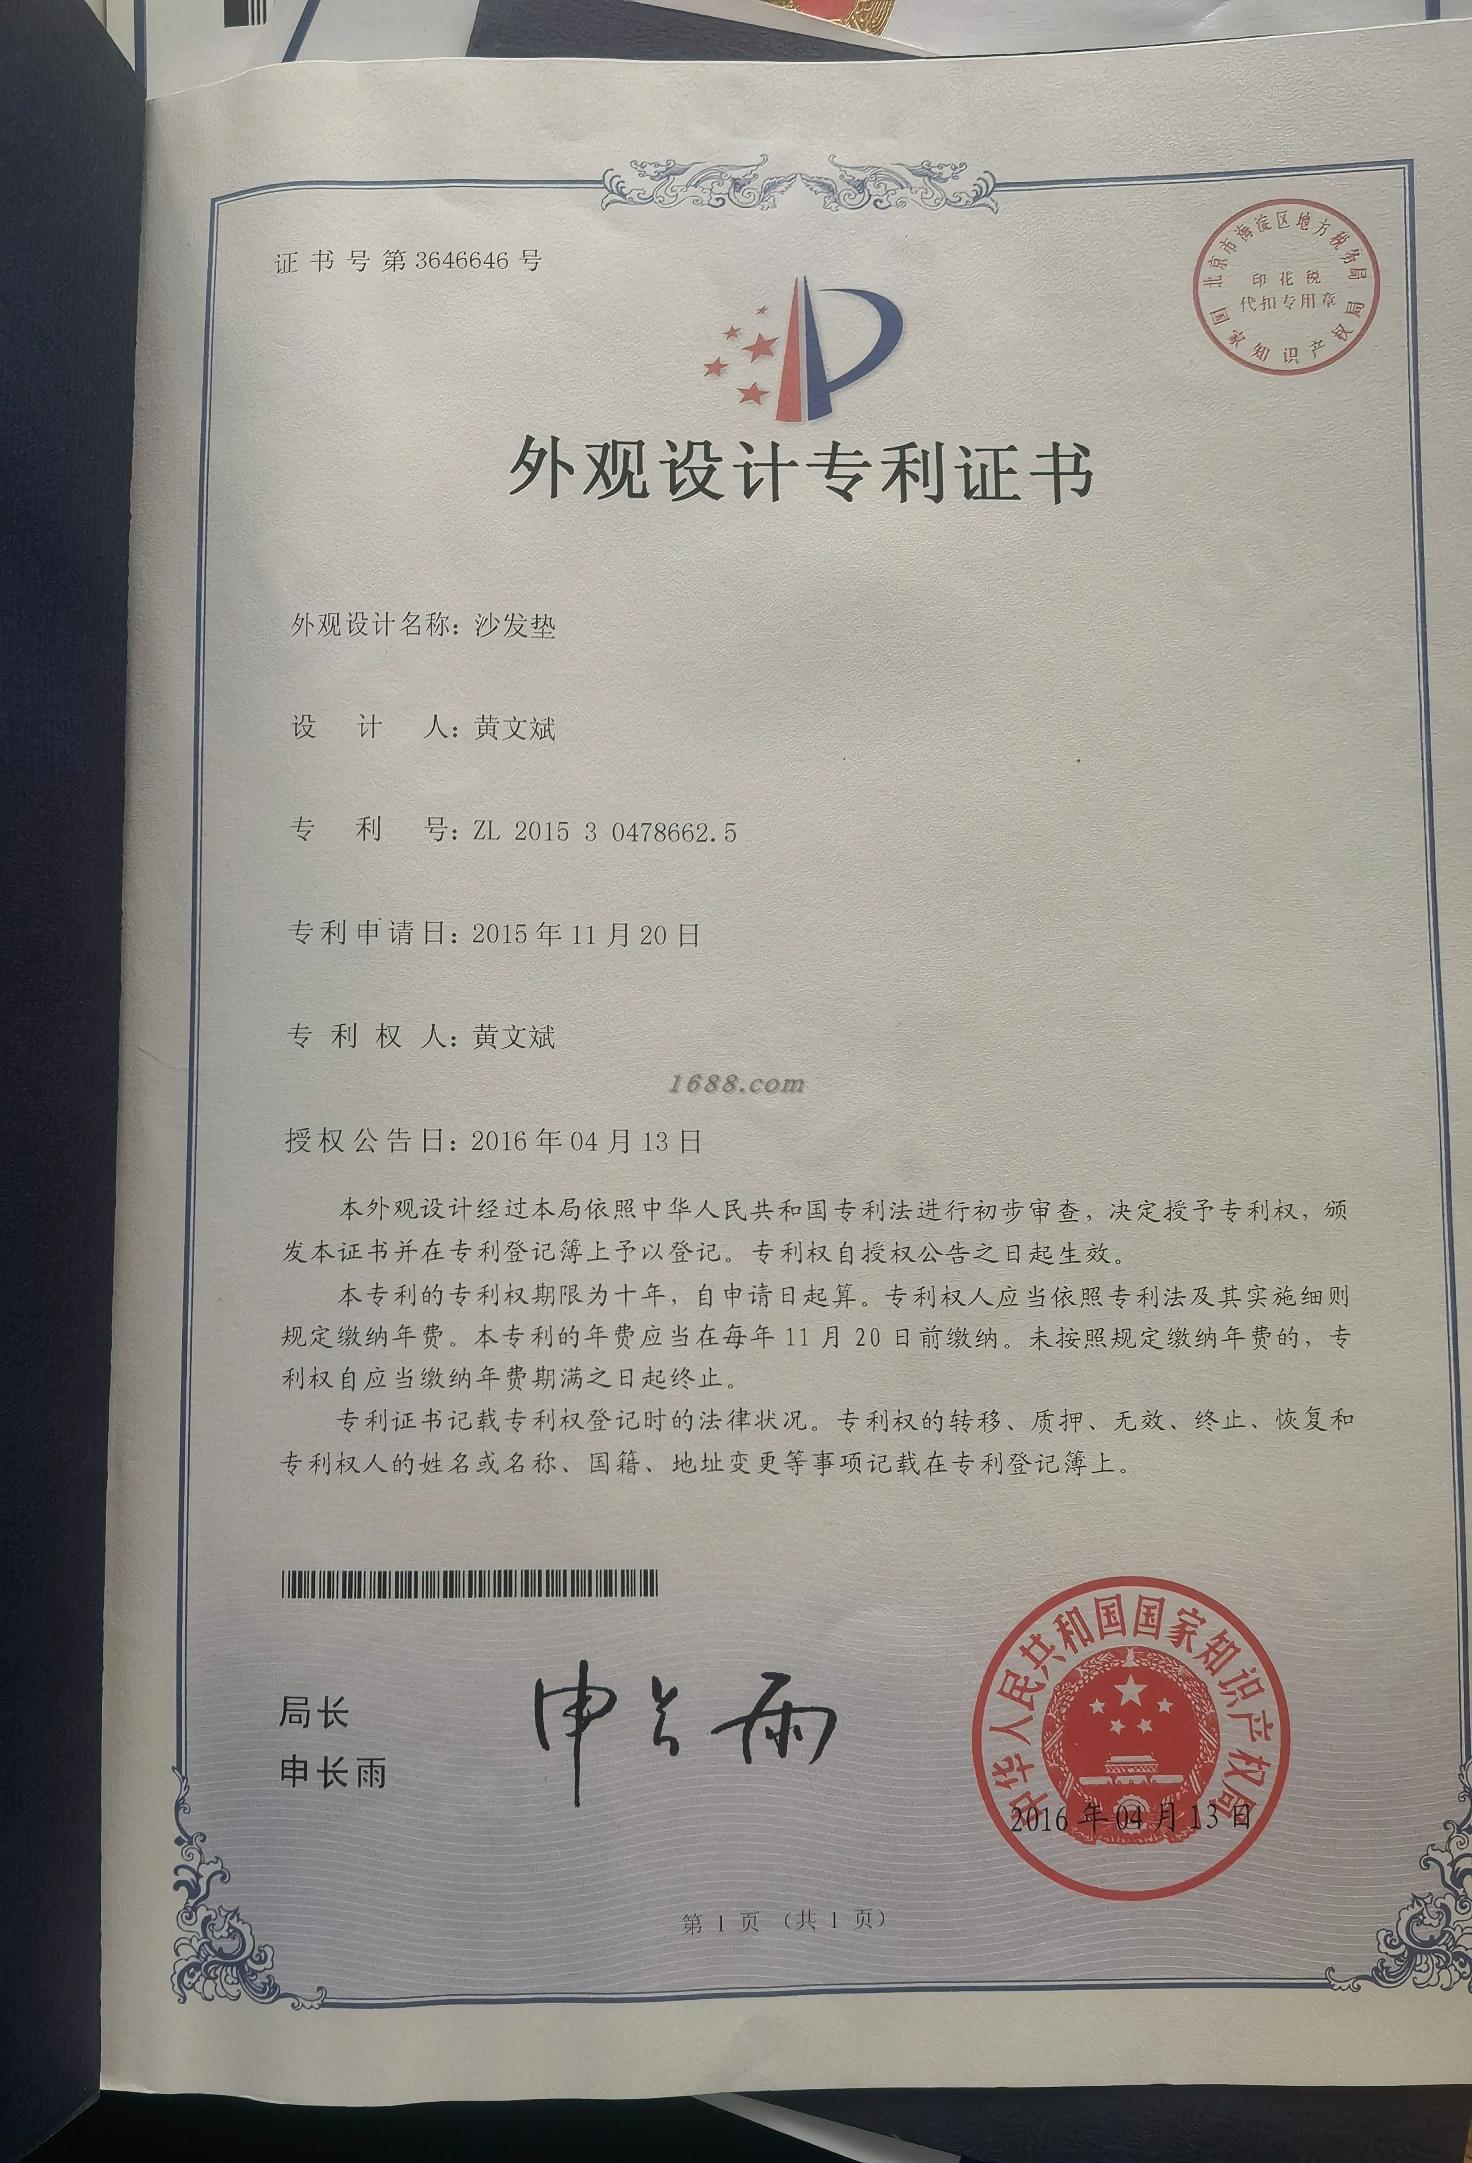 证书号第3646646号
北京市海淀区地方税务局
印花税
代扣专用章
国家知识产权局
外观设计专利证书
外观设计名称：沙发垫
设计人：黄文斌
专利号：ZL 2015 3 0478662.5
专利申请日：2015年11月20日
专利权人：黄文斌
1688.com
授权公告日：2016年04月13日
本外观设计经过本局依照中华人民共和国专利法进行初步审查，决定授予专利权，颁
发本证书并在专利登记簿上予以登记。专利权自授权公告之日起生效。
本专利的专利权期限为十年，自申请日起算。专利权人应当依照专利法及其实施细则
规定缴纳年费。本专利的年费应当在每年11月20日前缴纳。未按照规定缴纳年费的，专
利权自应当缴纳年费期满之日起终止。
专利证书记载专利权登记时的法律状况。专利权的转移、质押、无效、终止、恢复和
专利权人的姓名或名称、国籍、地址变更等事项记载在专利登记簿上。
局长
申长雨
申长雨
中华人民共和国国家知识产权局
2016年04月13日
第1页（共1页）